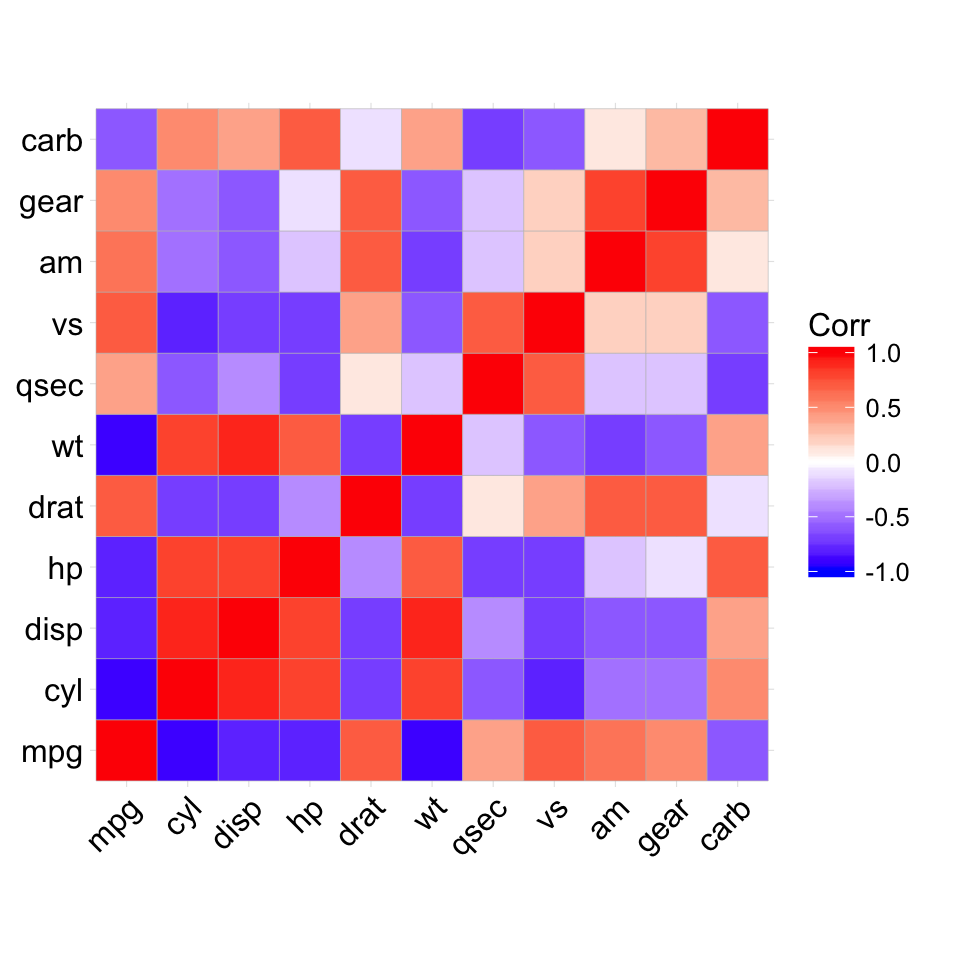 carb
gear
am
vs
qsec
wt
drat
hp
disp
cyl
mpg
mpg cyl disp hp drat wt qsec vs am gear carb
Corr
1.0
0.5
0.0
-0.5
-1.0